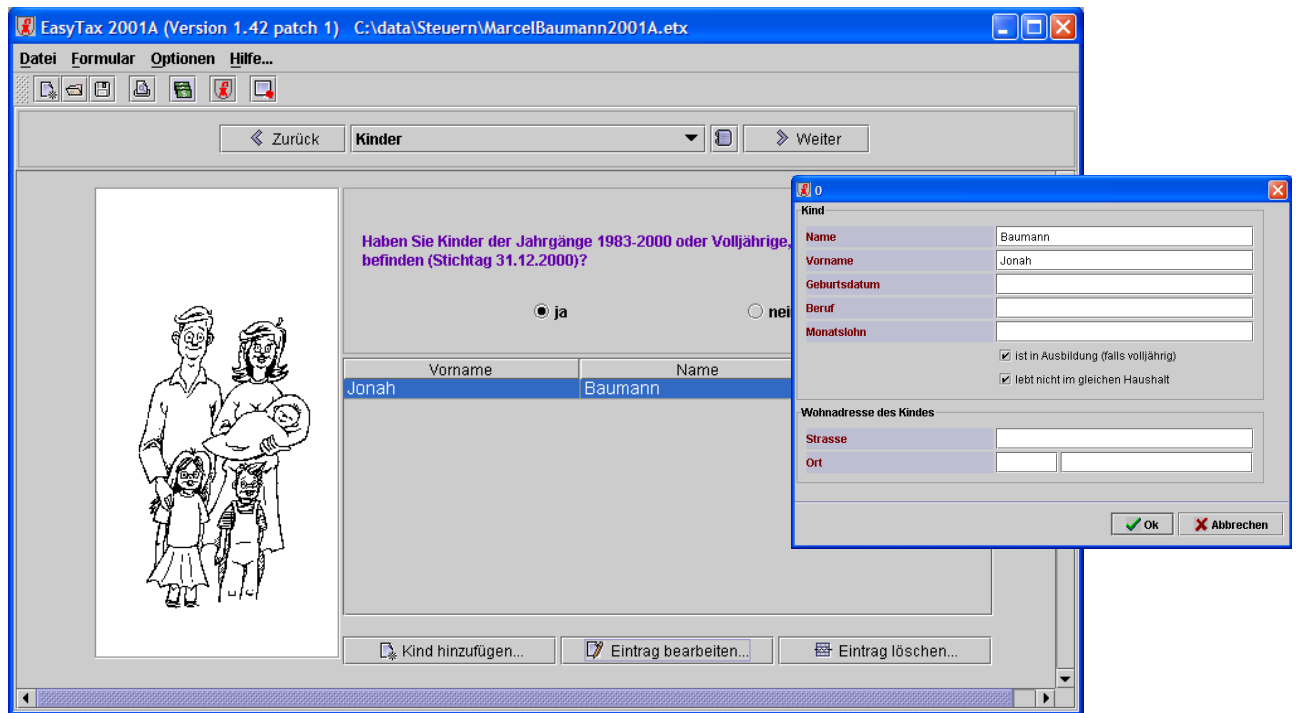 EasyTax 2001A (Version 1.42 patch 1) C:\data\Steuern\MarcelBaumann2001A.etx
Datei Formular Optionen Hilfe...
Zurück Kinder Weiter
Haben Sie Kinder der Jahrgänge 1983-2000 oder Volljährige,
befinden (Stichtag 31.12.2000)?
ja nei
Vorname Name
Jonah Baumann
Kind hinzufügen... Eintrag bearbeiten... Eintrag löschen...
0
Kind
Name Baumann
Vorname Jonah
Geburtsdatum
Beruf
Monatslohn
ist in Ausbildung (falls volljährig)
lebt nicht im gleichen Haushalt
Wohnadresse des Kindes
Strasse
Ort
Ok Abbrechen